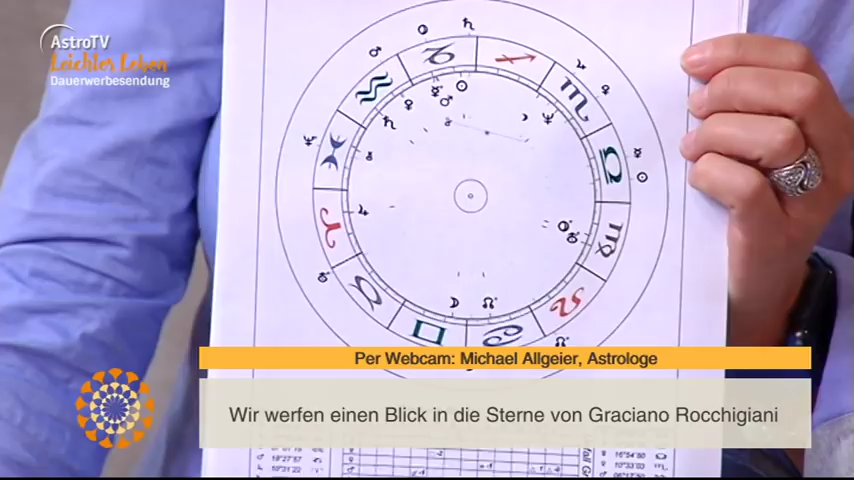 AstroTV
Leichter Leben
Dauerwerbesendung
Per Webcam: Michael Allgeier, Astrologe
Wir werfen einen Blick in die Sterne von Graciano Rocchigiani